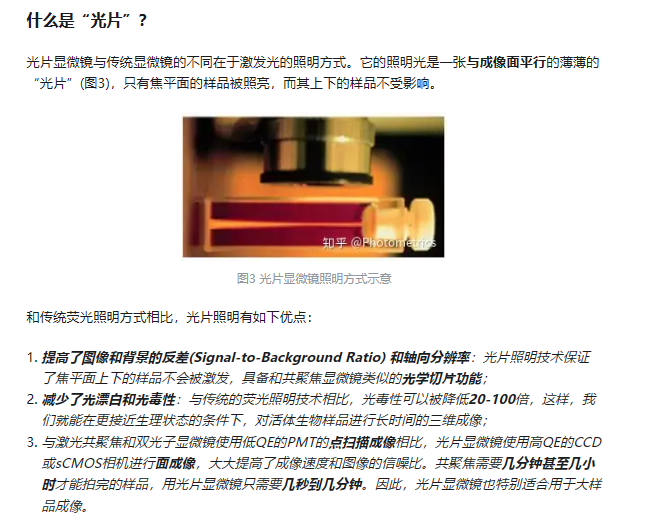 什么是“光片”？
光片显微镜与传统显微镜的不同在于激发光的照明方式。它的照明光是一张与成像面平行的薄薄的
“光片”(图3)，只有焦平面的样品被照亮，而其上下的样品不受影响。
知乎 @Photometrics
图3 光片显微镜照明方式示意
和传统荧光照明方式相比，光片照明有如下优点：
1. 提高了图像和背景的反差(Signal-to-Background Ratio) 和轴向分辨率：光片照明技术保证
了焦平面上下的样品不会被激发，具备和共聚焦显微镜类似的光学切片功能；
2. 减少了光漂白和光毒性：与传统的荧光照明技术相比，光毒性可以被降低20-100倍，这样，我
们就能在更接近生理状态的条件下，对活体生物样品进行长时间的三维成像；
3. 与激光共聚焦和双光子显微镜使用低QE的PMT的点扫描成像相比，光片显微镜使用高QE的CCD
或sCMOS相机进行面成像，大大提高了成像速度和图像的信噪比。共聚焦需要几分钟甚至几小
时才能拍完的样品，用光片显微镜只需要几秒到几分钟。因此，光片显微镜也特别适合用于大样
品成像。